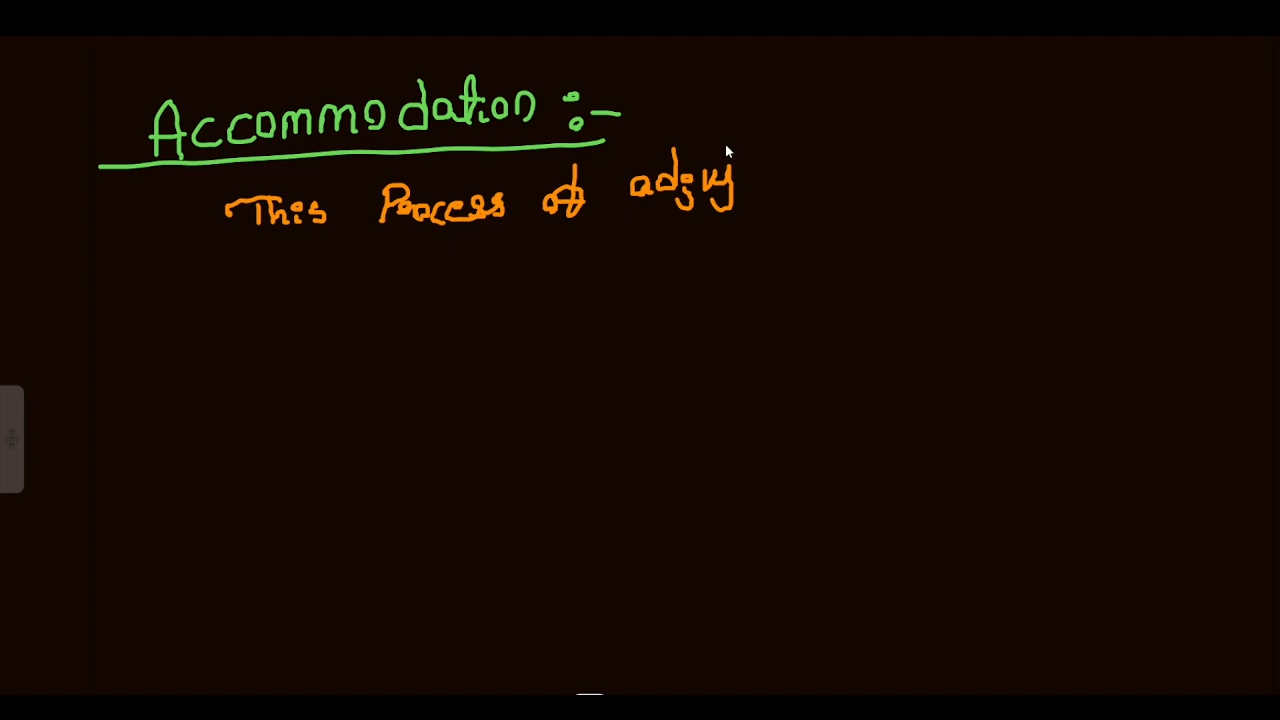 Accommodation :-
This Process of